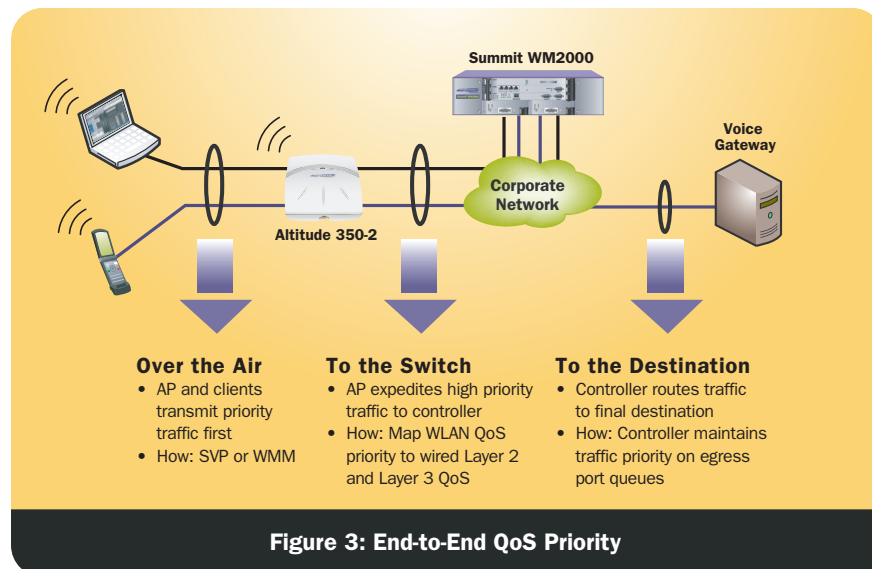 Summit WM2000
Voice
Gateway
Corporate
Network
Altitude 350-2
Over the Air
• AP and clients
transmit priority
traffic first
• How: SVP or WMM
To the Switch
• AP expedites high priority
traffic to controller
• How: Map WLAN QoS
priority to wired Layer 2
and Layer 3 QoS
To the Destination
• Controller routes traffic
to final destination
• How: Controller maintains
traffic priority on egress
port queues
Figure 3: End-to-End QoS Priority